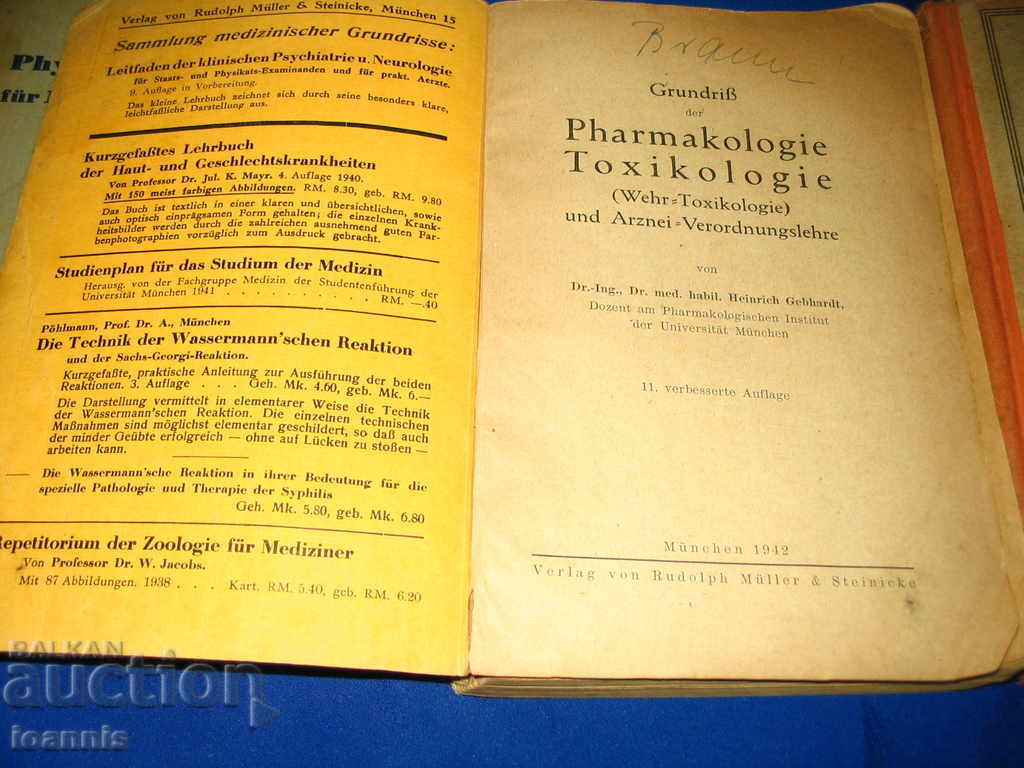 Phy
für
Verlag von Rudolph Müller & Steinicke, München 15
Sammlung medizinischer Grundrisse:
Leitfaden der klinischen Psychiatrie u. Neurologie
für Staats- und Physikats-Examinanden und für prakt. Aerzte.
9. Auflage in Vorbereitung.
Das kleine Lehrbuch zeichnet sich durch seine besonders klare,
leichtfaßliche Darstellung aus.
Kurzgefaßtes Lehrbuch
der Haut- und Geschlechtskrankheiten
Von Professor Dr. Jul. K. Mayr. 4. Auflage 1940.
Mit 150 meist farbigen Abbildungen. RM. 8.30, geb. RM. 9.80
Das Buch ist textlich in einer klaren und übersichtlichen, sowie
auch optisch einprägsamen Form gehalten; die einzelnen Krank-
heitsbilder werden durch die zahlreichen ausnehmend guten Far-
benphotographien vorzüglich zum Ausdruck gebracht.
Studienplan für das Studium der Medizin
Herausg. von der Fachgruppe Medizin der Studentenführung der
Universität München 1941 . . . . . . . . . . RM. —.40
Pöhlmann, Prof. Dr. A., München
Die Technik der Wassermann'schen Reaktion
und der Sachs-Georgi-Reaktion.
Kurzgefaßte, praktische Anleitung zur Ausführung der beiden
Reaktionen. 3. Auflage . . . Geh. Mk. 4.60, geb. Mk. 6.—
Die Darstellung vermittelt in elementarer Weise die Technik
der Wassermann'schen Reaktion. Die einzelnen technischen
Maßnahmen sind möglichst elementar geschildert, so daß auch
der minder Geübte erfolgreich — ohne auf Lücken zu stoßen —
arbeiten kann.
— Die Wassermann'sche Reaktion in ihrer Bedeutung für die
spezielle Pathologie und Therapie der Syphilis
Geh. Mk. 5.80, geb. Mk. 6.80
Repetitorium der Zoologie für Mediziner
Von Professor Dr. W. Jacobs.
Mit 87 Abbildungen. 1938 . . . Kart. RM. 5.40, geb. RM. 6.20
Braun
Grundriß
der
Pharmakologie
Toxikologie
(Wehr=Toxikologie)
und Arznei=Verordnungslehre
von
Dr.-Ing., Dr. med. habil. Heinrich Gebhardt,
Dozent am Pharmakologischen Institut
der Universität München
11. verbesserte Auflage
München 1942
Verlag von Rudolph Müller & Steinicke
BALKAN
auction
ioannis